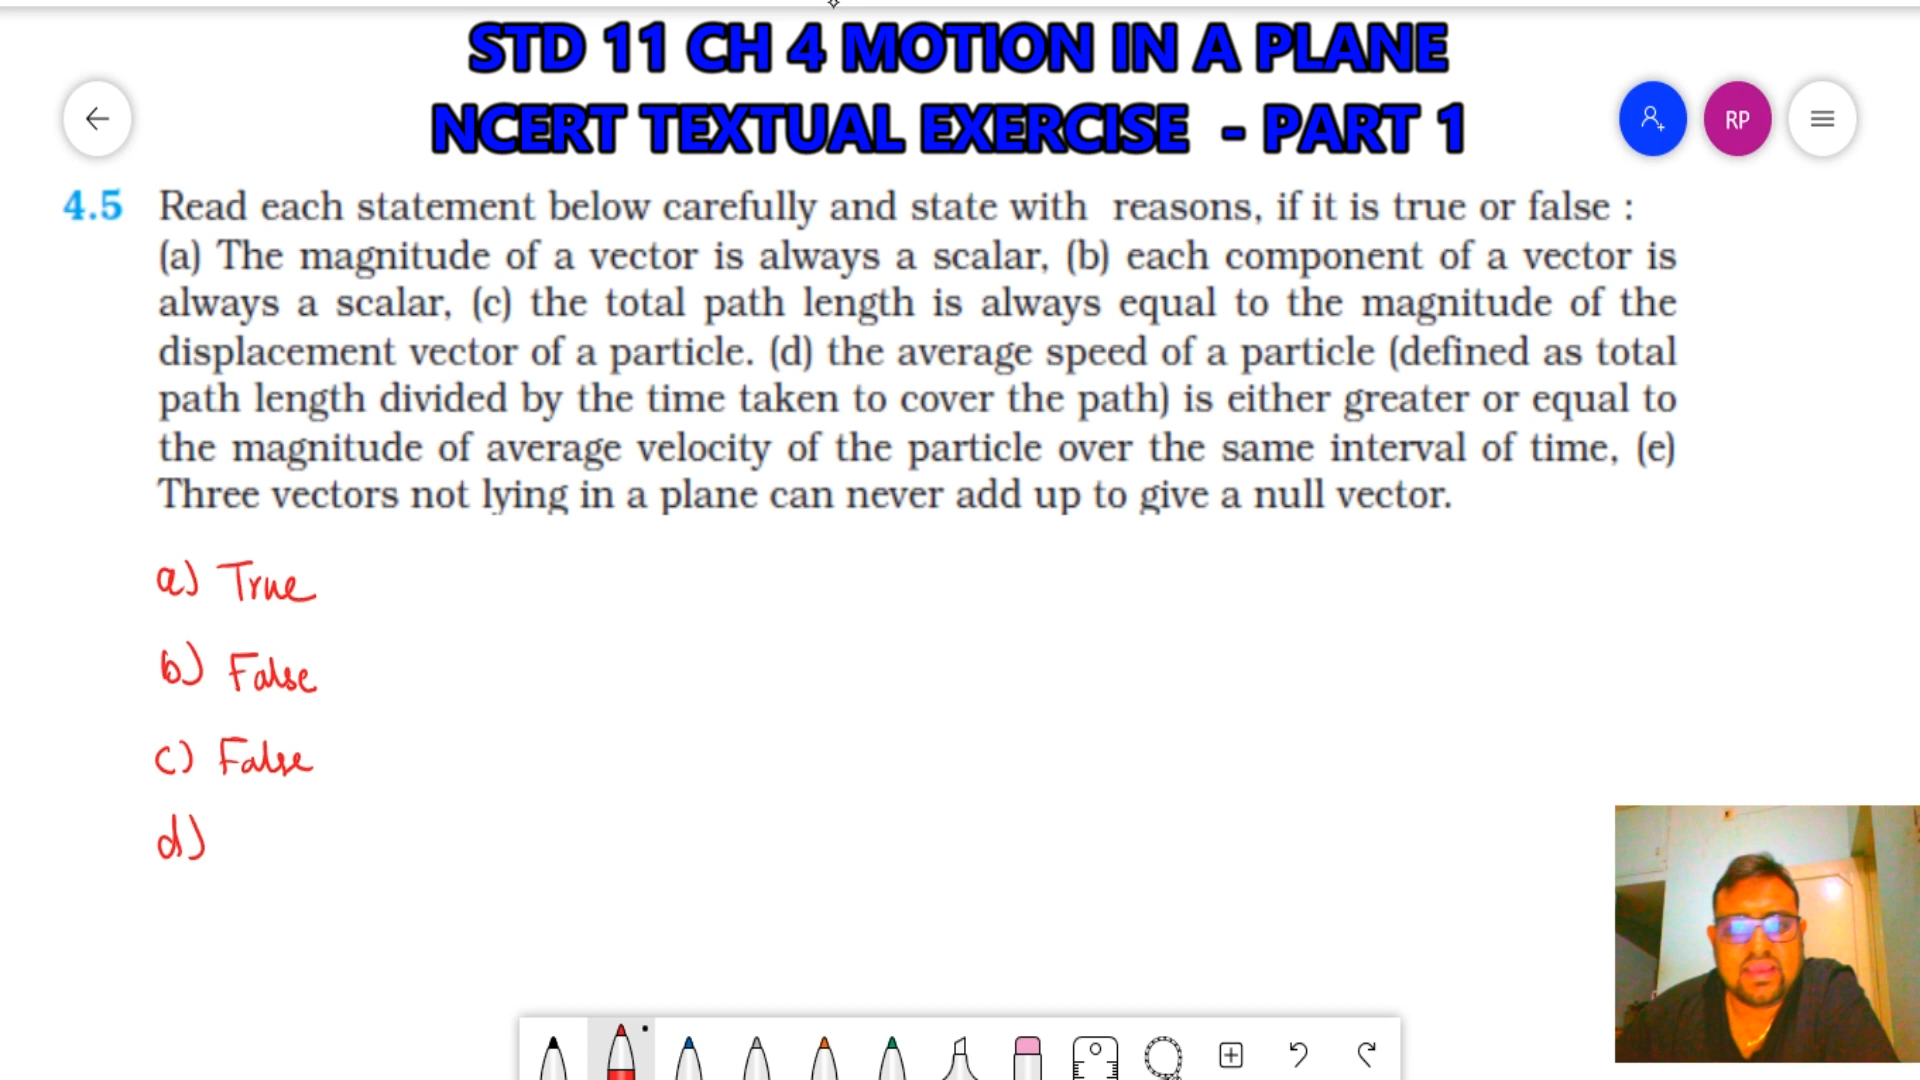 STD 11 CH 4 MOTION IN A PLANE
NCERT TEXTUAL EXERCISE - PART 1
RP
4.5 Read each statement below carefully and state with reasons, if it is true or false :
(a) The magnitude of a vector is always a scalar, (b) each component of a vector is
always a scalar, (c) the total path length is always equal to the magnitude of the
displacement vector of a particle. (d) the average speed of a particle (defined as total
path length divided by the time taken to cover the path) is either greater or equal to
the magnitude of average velocity of the particle over the same interval of time, (e)
Three vectors not lying in a plane can never add up to give a null vector.
a) True
b) False
c) False
d)